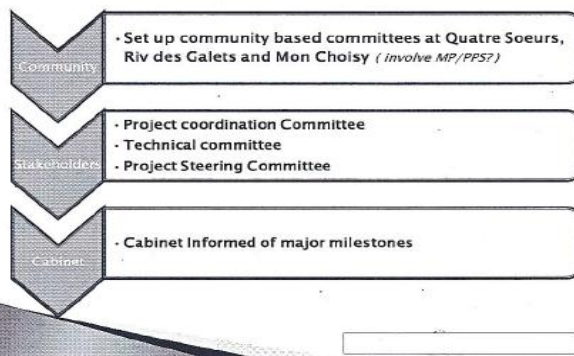 Community
· Set up community based committees at Quatre Soeurs,
Riv des Galets and Mon Choisy ( involve MP/PPS?)
Stakeholders
· Project coordination Committee
· Technical committee
· Project Steering Committee
Cabinet
· Cabinet Informed of major milestones